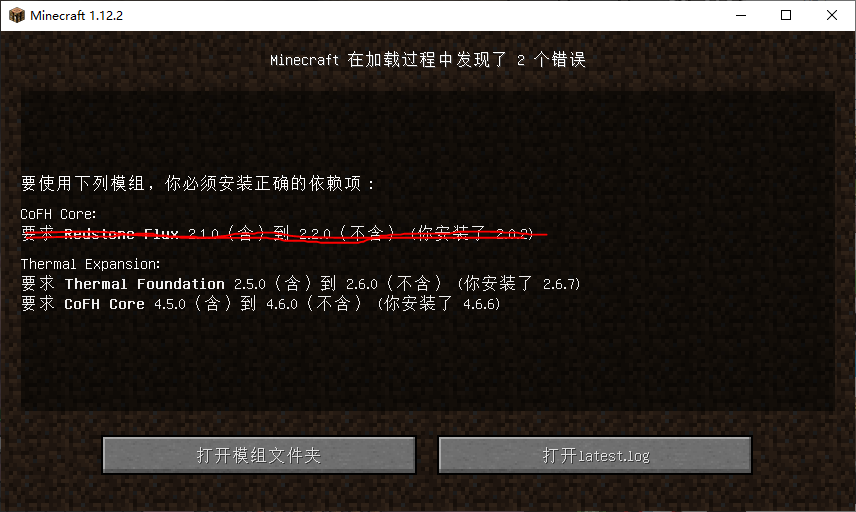 Minecraft 1.12.2
Minecraft 在加载过程中发现了 2 个错误
要使用下列模组，你必须安装正确的依赖项：
CoFH Core:
要求 Redstone Flux 2.1.0（含）到 2.2.0（不含） (你安装了 2.0.2)
Thermal Expansion:
要求 Thermal Foundation 2.5.0（含）到 2.6.0（不含） (你安装了 2.6.7)
要求 CoFH Core 4.5.0（含）到 4.6.0（不含） (你安装了 4.6.6)
打开模组文件夹
打开latest.log